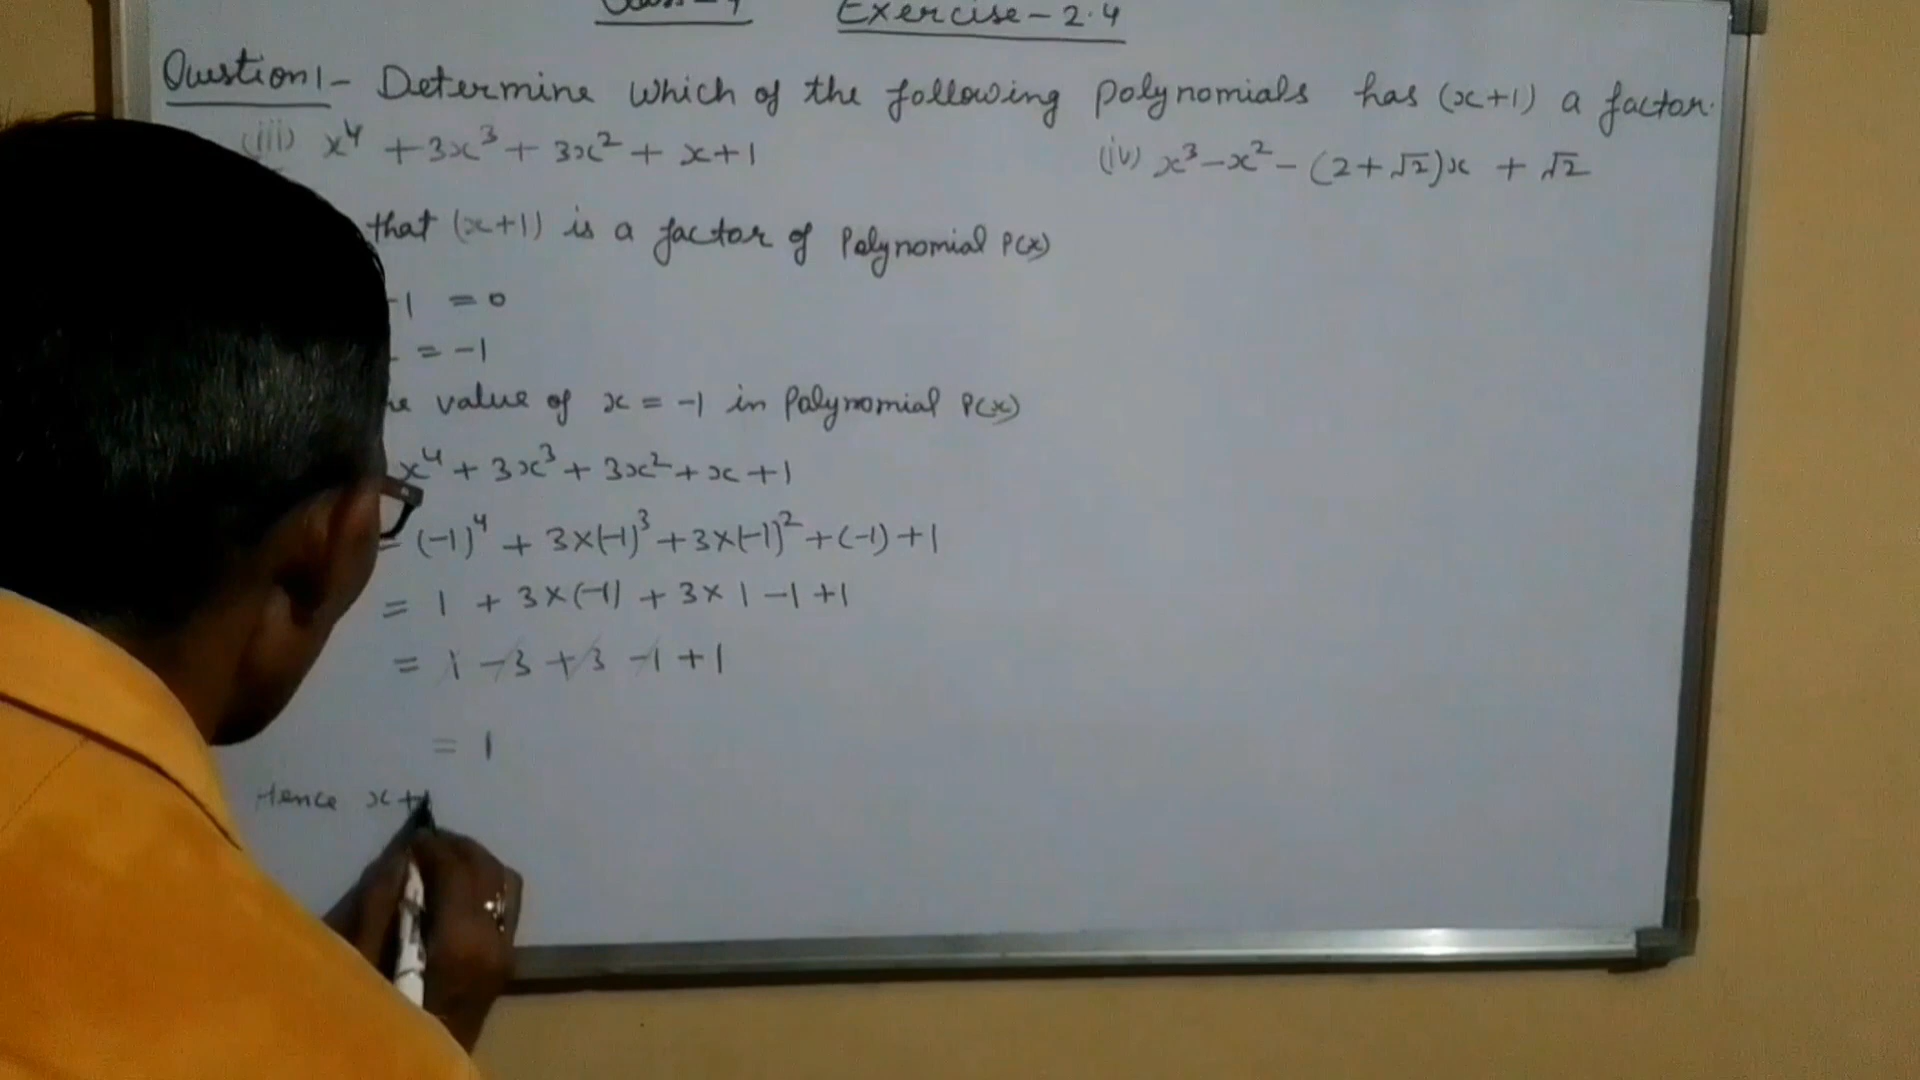 Exercise - 2.4
Question 1 - Determine which of the following polynomials has (x+1) a factor.
(iii) x⁴ + 3x³ + 3x² + x + 1 (iv) x³ - x² - (2+√2)x + √2
that (x+1) is a factor of Polynomial P(x)
1 = 0
= -1
value of x = -1 in Polynomial P(x)
x⁴ + 3x³ + 3x² + x + 1
= (-1)⁴ + 3×(-1)³ + 3×(-1)² + (-1) + 1
= 1 + 3×(-1) + 3×1 - 1 + 1
= 1 - 3 + 3 - 1 + 1
= 1
Hence x+